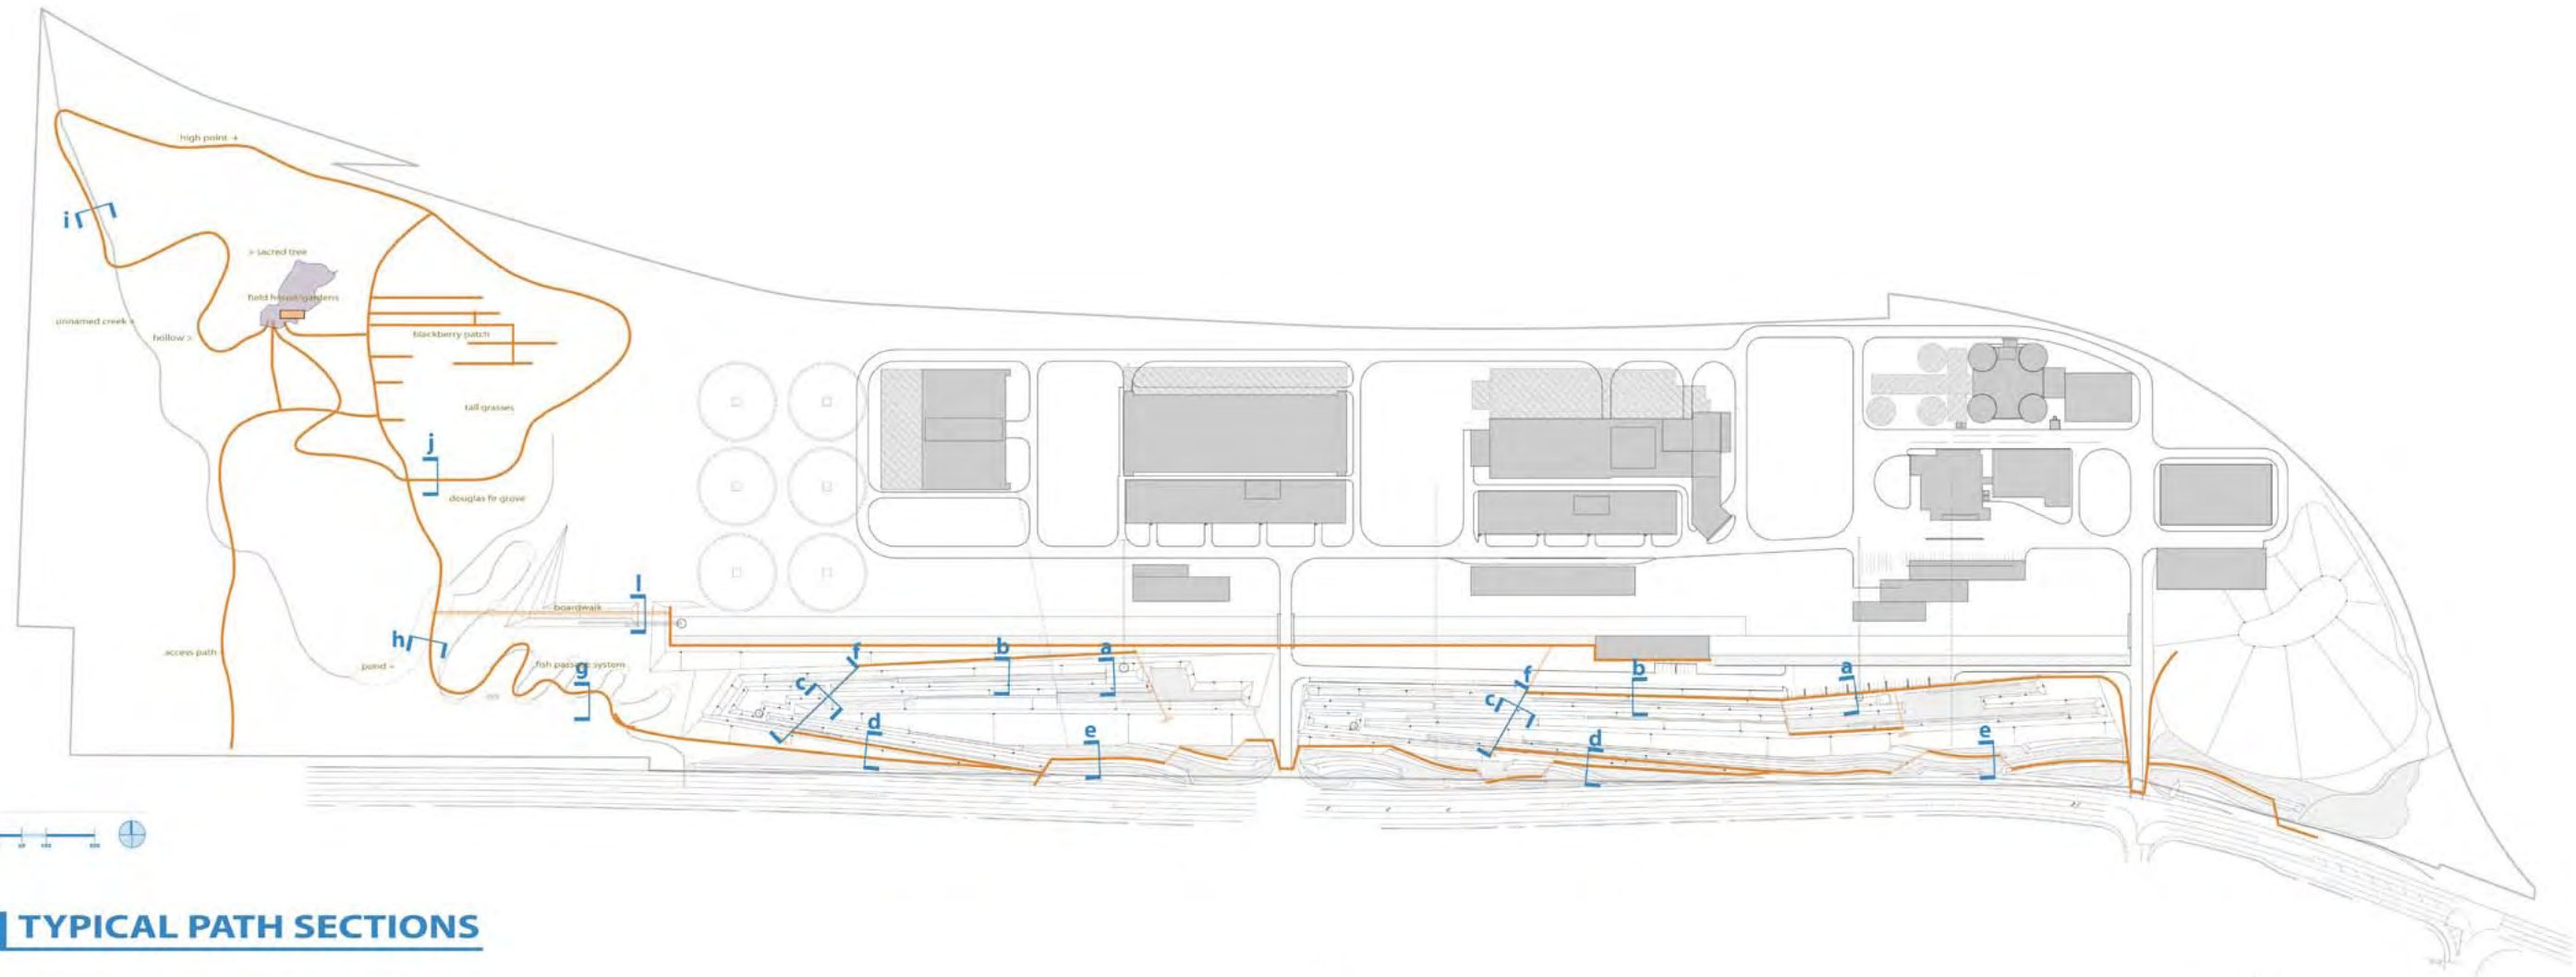 high point +
i
> sacred tree
field house/gardens
unnamed creek +
hollow >
blackberry patch
tall grasses
j
douglas fir grove
l
boardwalk
h
access path
pond +
fish passage system
g
f
b
a
c
d
e
f
b
a
c
d
e
TYPICAL PATH SECTIONS